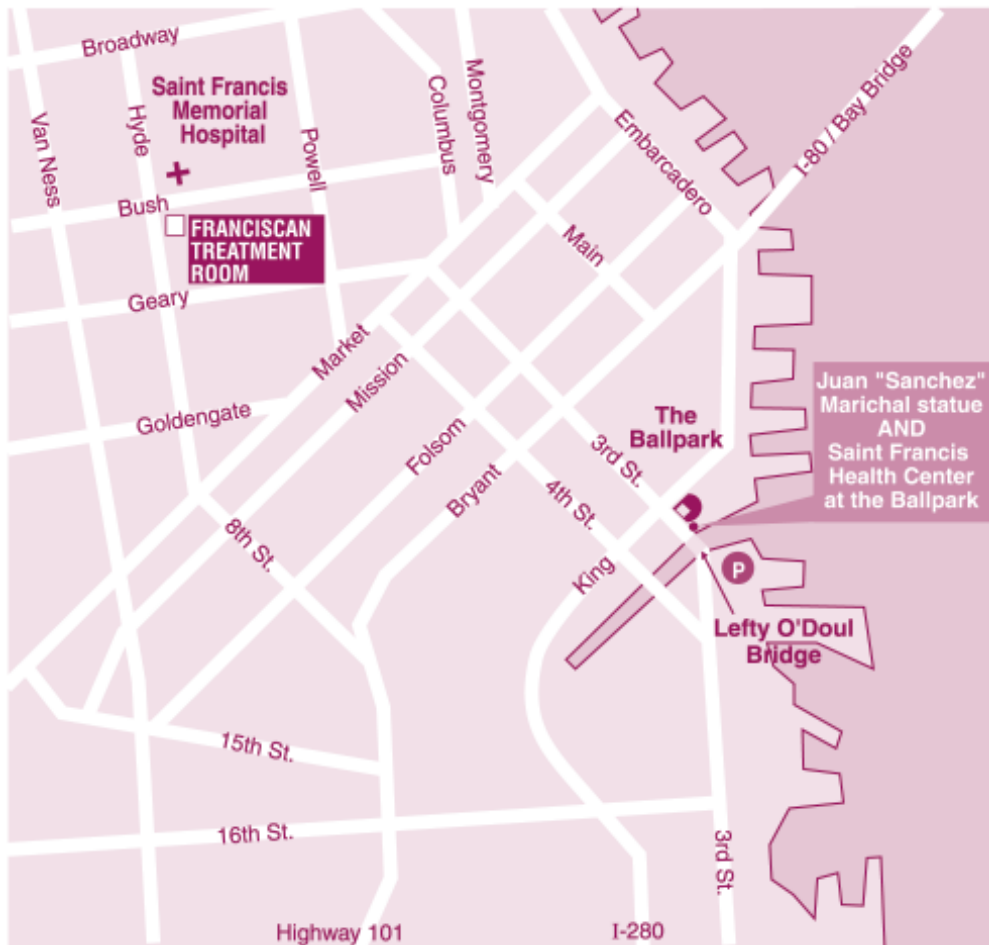 Broadway
Saint Francis
Memorial
Hospital
Van Ness
Hyde
Powell
Columbus
Montgomery
Embarcadero
I-80 / Bay Bridge
Bush
FRANCISCAN
TREATMENT
ROOM
Main
Geary
Market
Mission
Goldengate
Folsom
Bryant
The
Ballpark
3rd St.
4th St.
Juan "Sanchez"
Marichal statue
AND
Saint Francis
Health Center
at the Ballpark
8th St.
King
P
Lefty O'Doul
Bridge
15th St.
16th St.
3rd St.
Highway 101
I-280